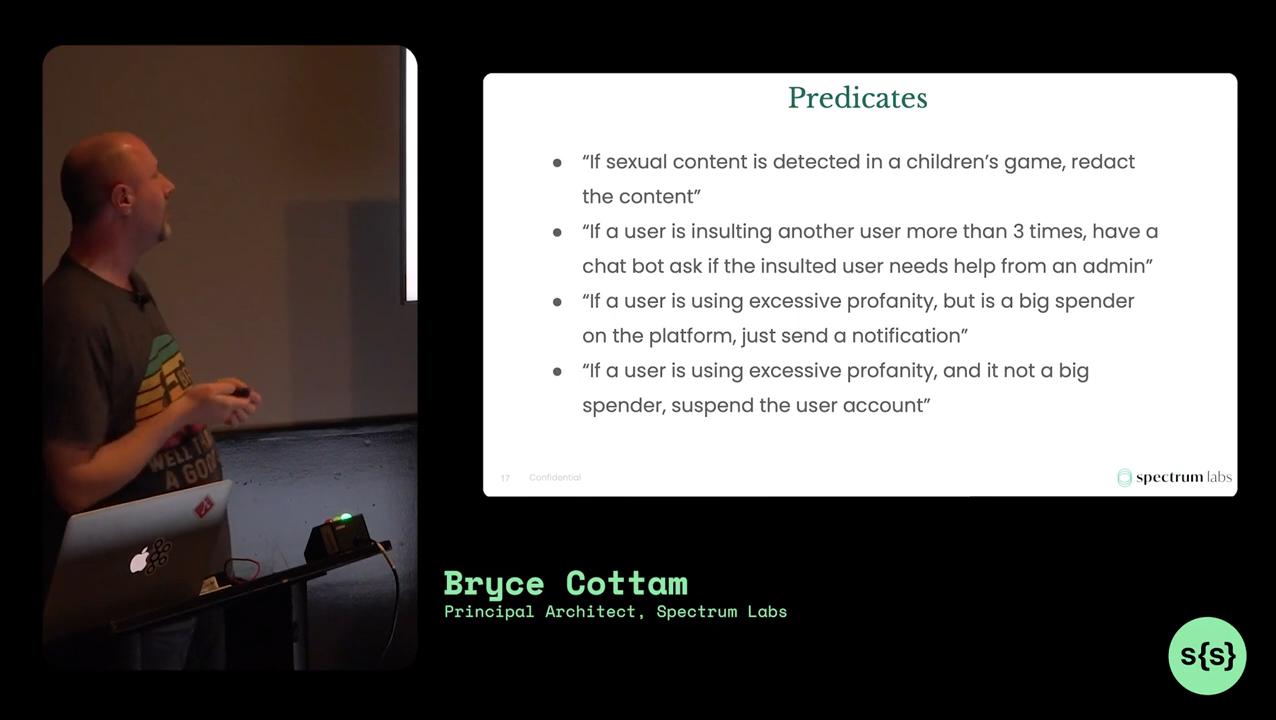 Predicates
● “If sexual content is detected in a children’s game, redact
the content”
● “If a user is insulting another user more than 3 times, have a
chat bot ask if the insulted user needs help from an admin”
● “If a user is using excessive profanity, but is a big spender
on the platform, just send a notification”
● “If a user is using excessive profanity, and it not a big
spender, suspend the user account”
17 Confidential
spectrum labs
WELL TH
A GOO
Bryce Cottam
Principal Architect, Spectrum Labs
s{s}